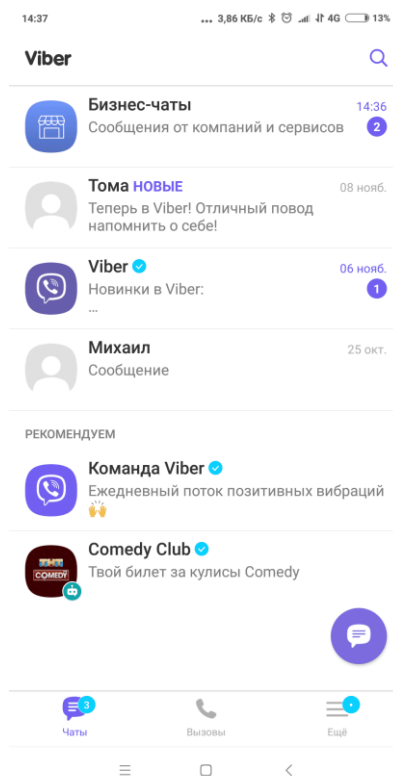 14:37
... 3,86 КБ/с 4G 13%
Viber
Бизнес-чаты 14:36
Сообщения от компаний и сервисов 2
Тома НОВЫЕ 08 нояб.
Теперь в Viber! Отличный повод
напомнить о себе!
Viber 06 нояб.
Новинки в Viber: 1
...
Михаил 25 окт.
Сообщение
РЕКОМЕНДУЕМ
Команда Viber
Ежедневный поток позитивных вибраций
🙌
Comedy Club
COMEDY
Твой билет за кулисы Comedy
3
Чаты Вызовы Ещё